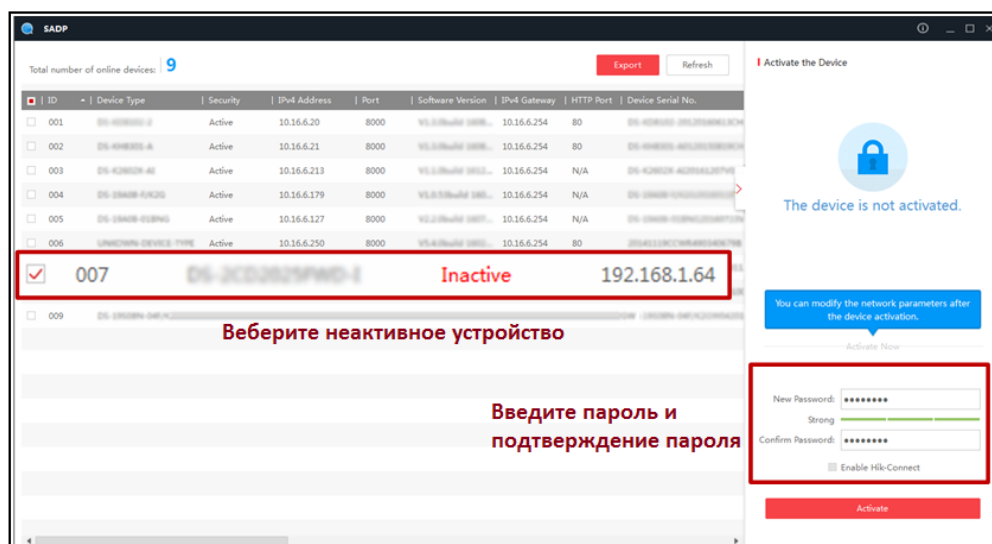 SADP
Total number of online devices: 9
Export
Refresh
ID | Device Type | Security | IPv4 Address | Port | Software Version | IPv4 Gateway | HTTP Port | Device Serial No.
001 Active 10.16.6.20 8000 10.16.6.254 80
002 Active 10.16.6.21 8000 10.16.6.254 80
003 Active 10.16.6.213 8000 10.16.6.254 N/A
004 Active 10.16.6.179 8000 10.16.6.254 N/A
005 Active 10.16.6.127 8000 10.16.6.254 N/A
006 Active 10.16.6.250 8000 10.16.6.254 80
007 Inactive 192.168.1.64
009
Веберите неактивное устройство
Введите пароль и
подтверждение пароля
Activate the Device
The device is not activated.
You can modify the network parameters after
the device activation.
Activate Now
New Password: ••••••••
Strong
Confirm Password: ••••••••
Enable Hik-Connect
Activate